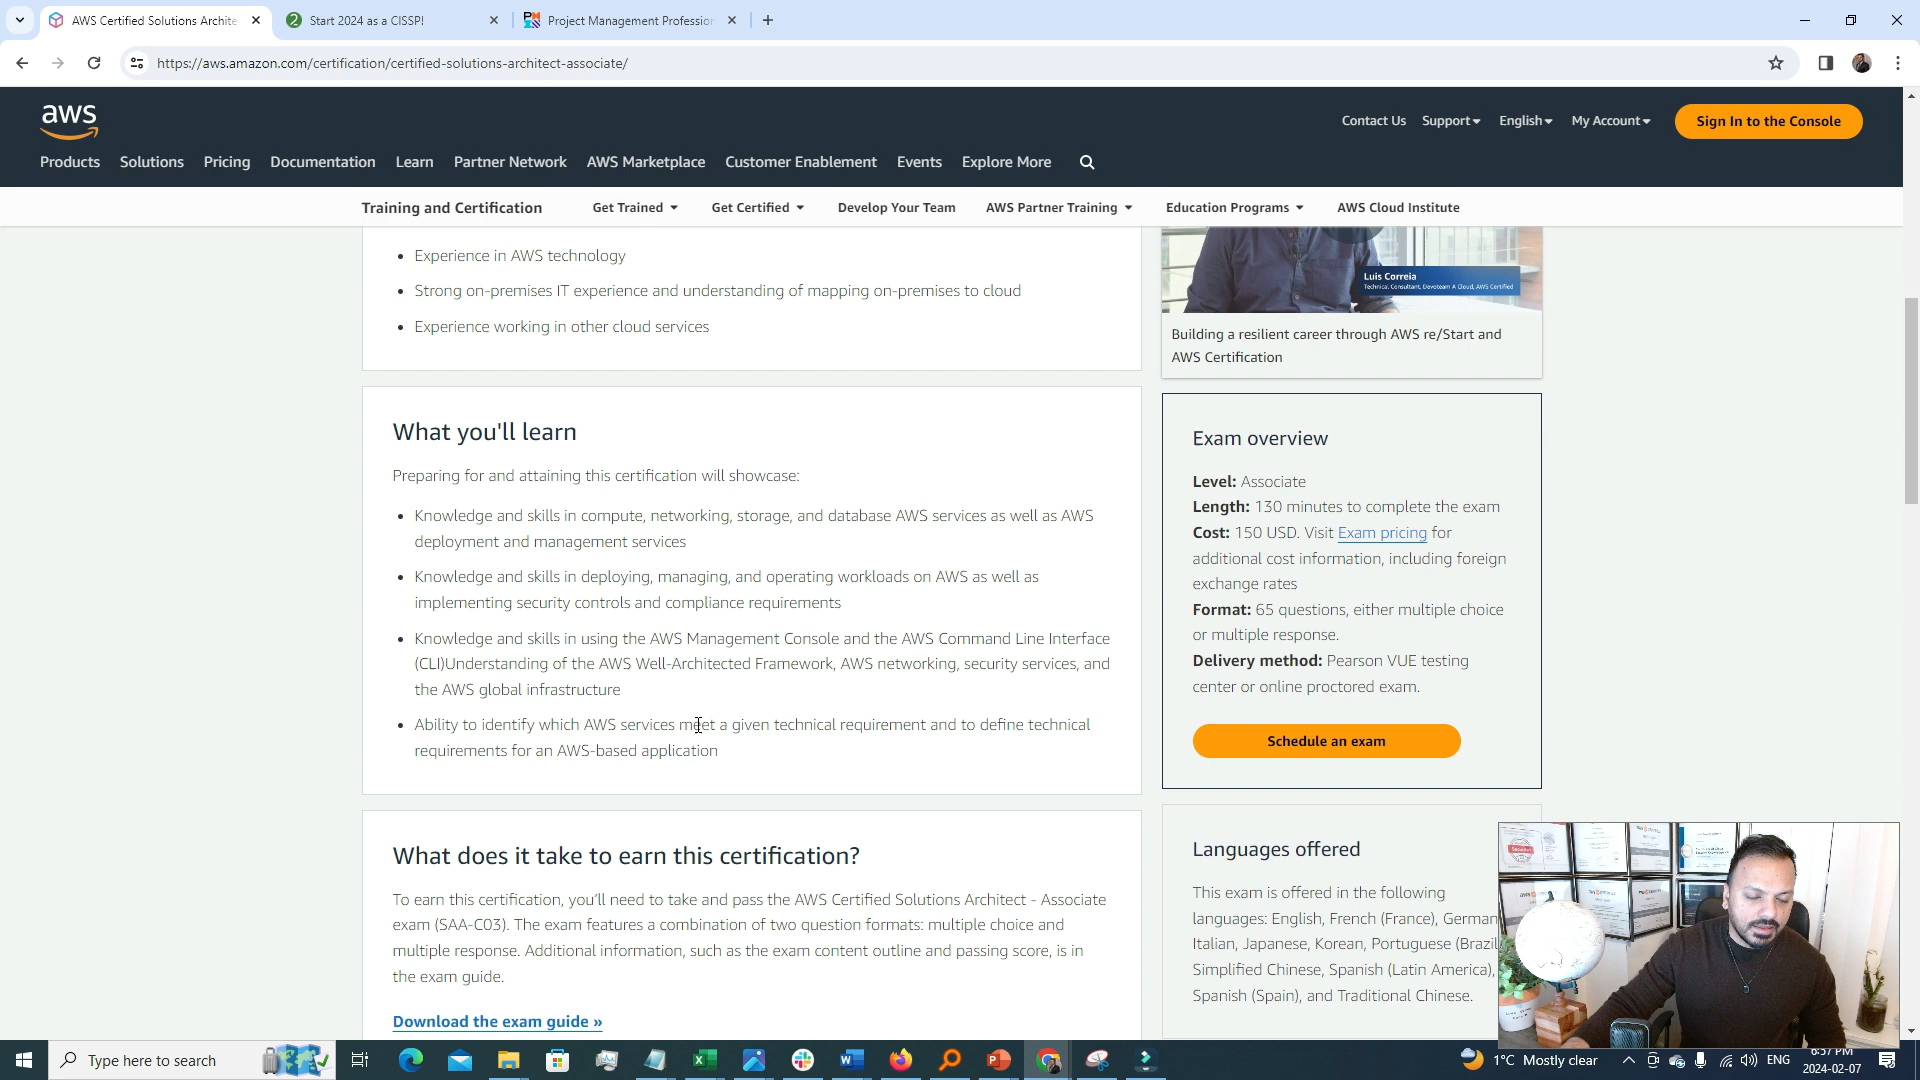 AWS Certified Solutions Archite
Start 2024 as a CISSP!
Project Management Profession
https://aws.amazon.com/certification/certified-solutions-architect-associate/
aws
Contact Us
Support
English
My Account
Sign In to the Console
Products
Solutions
Pricing
Documentation
Learn
Partner Network
AWS Marketplace
Customer Enablement
Events
Explore More
Training and Certification
Get Trained
Get Certified
Develop Your Team
AWS Partner Training
Education Programs
AWS Cloud Institute
• Experience in AWS technology
• Strong on-premises IT experience and understanding of mapping on-premises to cloud
• Experience working in other cloud services
Luis Correia
Technical Consultant, Devoteam A Cloud, AWS Certified
Building a resilient career through AWS re/Start and
AWS Certification
What you'll learn
Preparing for and attaining this certification will showcase:
• Knowledge and skills in compute, networking, storage, and database AWS services as well as AWS
deployment and management services
• Knowledge and skills in deploying, managing, and operating workloads on AWS as well as
implementing security controls and compliance requirements
• Knowledge and skills in using the AWS Management Console and the AWS Command Line Interface
(CLI)Understanding of the AWS Well-Architected Framework, AWS networking, security services, and
the AWS global infrastructure
• Ability to identify which AWS services meet a given technical requirement and to define technical
requirements for an AWS-based application
Exam overview
Level: Associate
Length: 130 minutes to complete the exam
Cost: 150 USD. Visit Exam pricing for
additional cost information, including foreign
exchange rates
Format: 65 questions, either multiple choice
or multiple response.
Delivery method: Pearson VUE testing
center or online proctored exam.
Schedule an exam
What does it take to earn this certification?
To earn this certification, you'll need to take and pass the AWS Certified Solutions Architect - Associate
exam (SAA-C03). The exam features a combination of two question formats: multiple choice and
multiple response. Additional information, such as the exam content outline and passing score, is in
the exam guide.
Download the exam guide »
Languages offered
This exam is offered in the following
languages: English, French (France), German
Italian, Japanese, Korean, Portuguese (Brazil
Simplified Chinese, Spanish (Latin America),
Spanish (Spain), and Traditional Chinese.
Type here to search
1°C Mostly clear
ENG
6:57 PM
2024-02-07